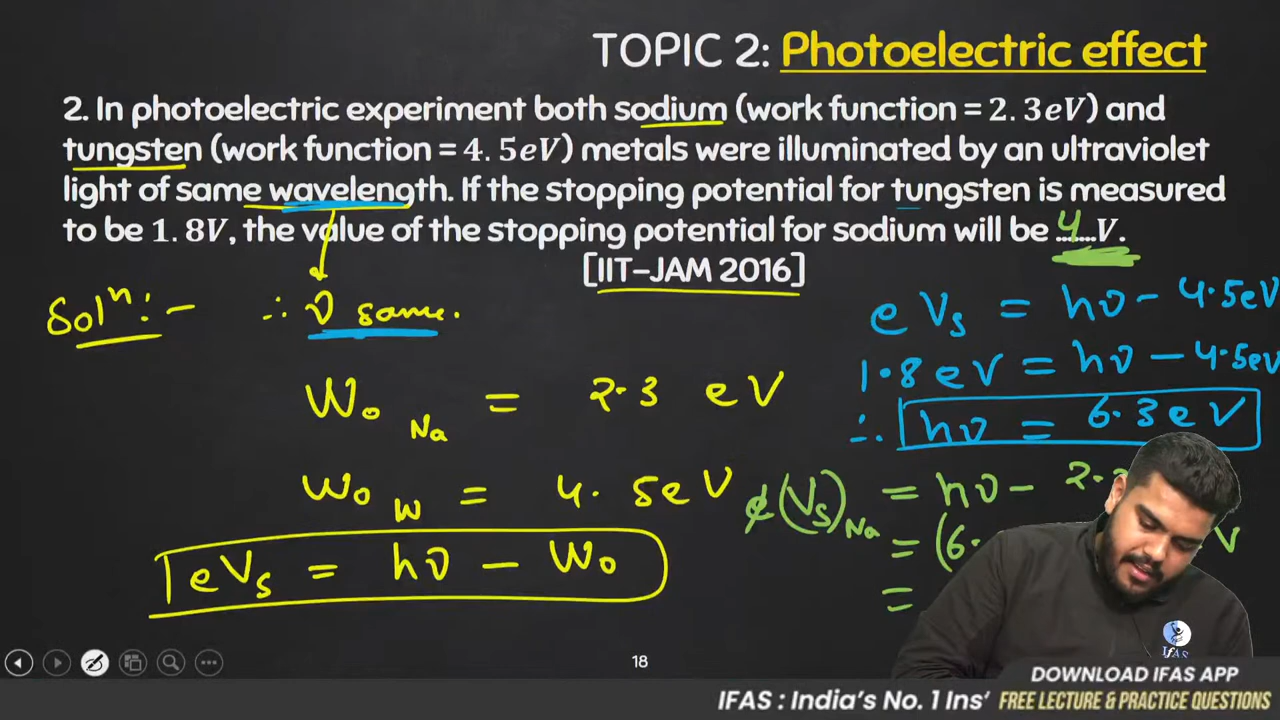 TOPIC 2: Photoelectric effect
2. In photoelectric experiment both sodium (work function = 2.3eV) and
tungsten (work function = 4.5eV) metals were illuminated by an ultraviolet
light of same wavelength. If the stopping potential for tungsten is measured
to be 1.8V, the value of the stopping potential for sodium will be ..4..V.
[IIT-JAM 2016]
Solⁿ :-
∴ ν same.
W₀ Na = 2.3 eV
W₀ W = 4.5eV
eVs = hν - W₀
eVs = hν - 4.5eV
1.8eV = hν - 4.5eV
∴ hν = 6.3eV
e(Vs)Na = hν - 2.
= (6. V
=
18
IFAS
DOWNLOAD IFAS APP
IFAS : India's No. 1 Ins'
FREE LECTURE & PRACTICE QUESTIONS